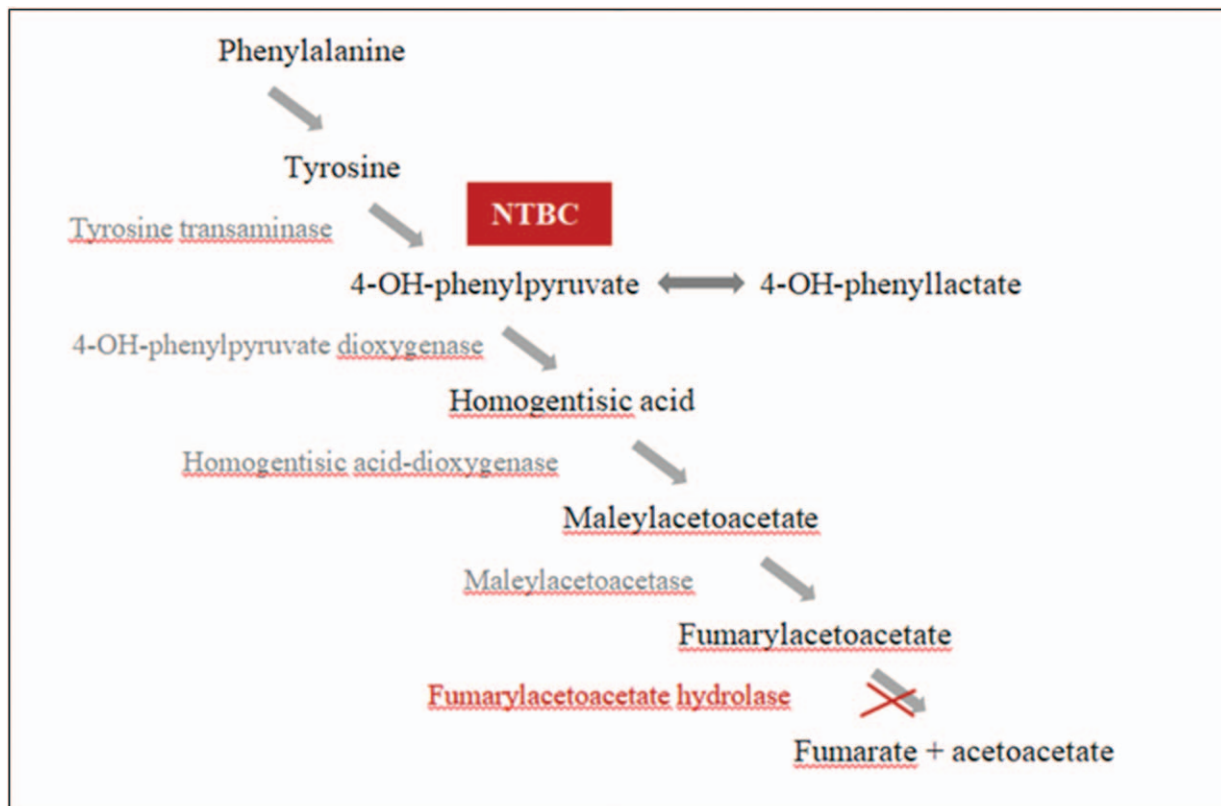 Phenylalanine
Tyrosine
NTBC
Tyrosine transaminase
4-OH-phenylpyruvate 4-OH-phenyllactate
4-OH-phenylpyruvate dioxygenase
Homogentisic acid
Homogentisic acid-dioxygenase
Maleylacetoacetate
Maleylacetoacetase
Fumarylacetoacetate
Fumarylacetoacetate hydrolase
Fumarate + acetoacetate